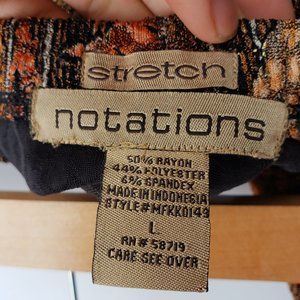 stretch
notations
50% RAYON
44% POLYESTER
6% SPANDEX
MADE IN INDONESIA
STYLE# MFKK0149
L
RN # 58719
CARE SEE OVER